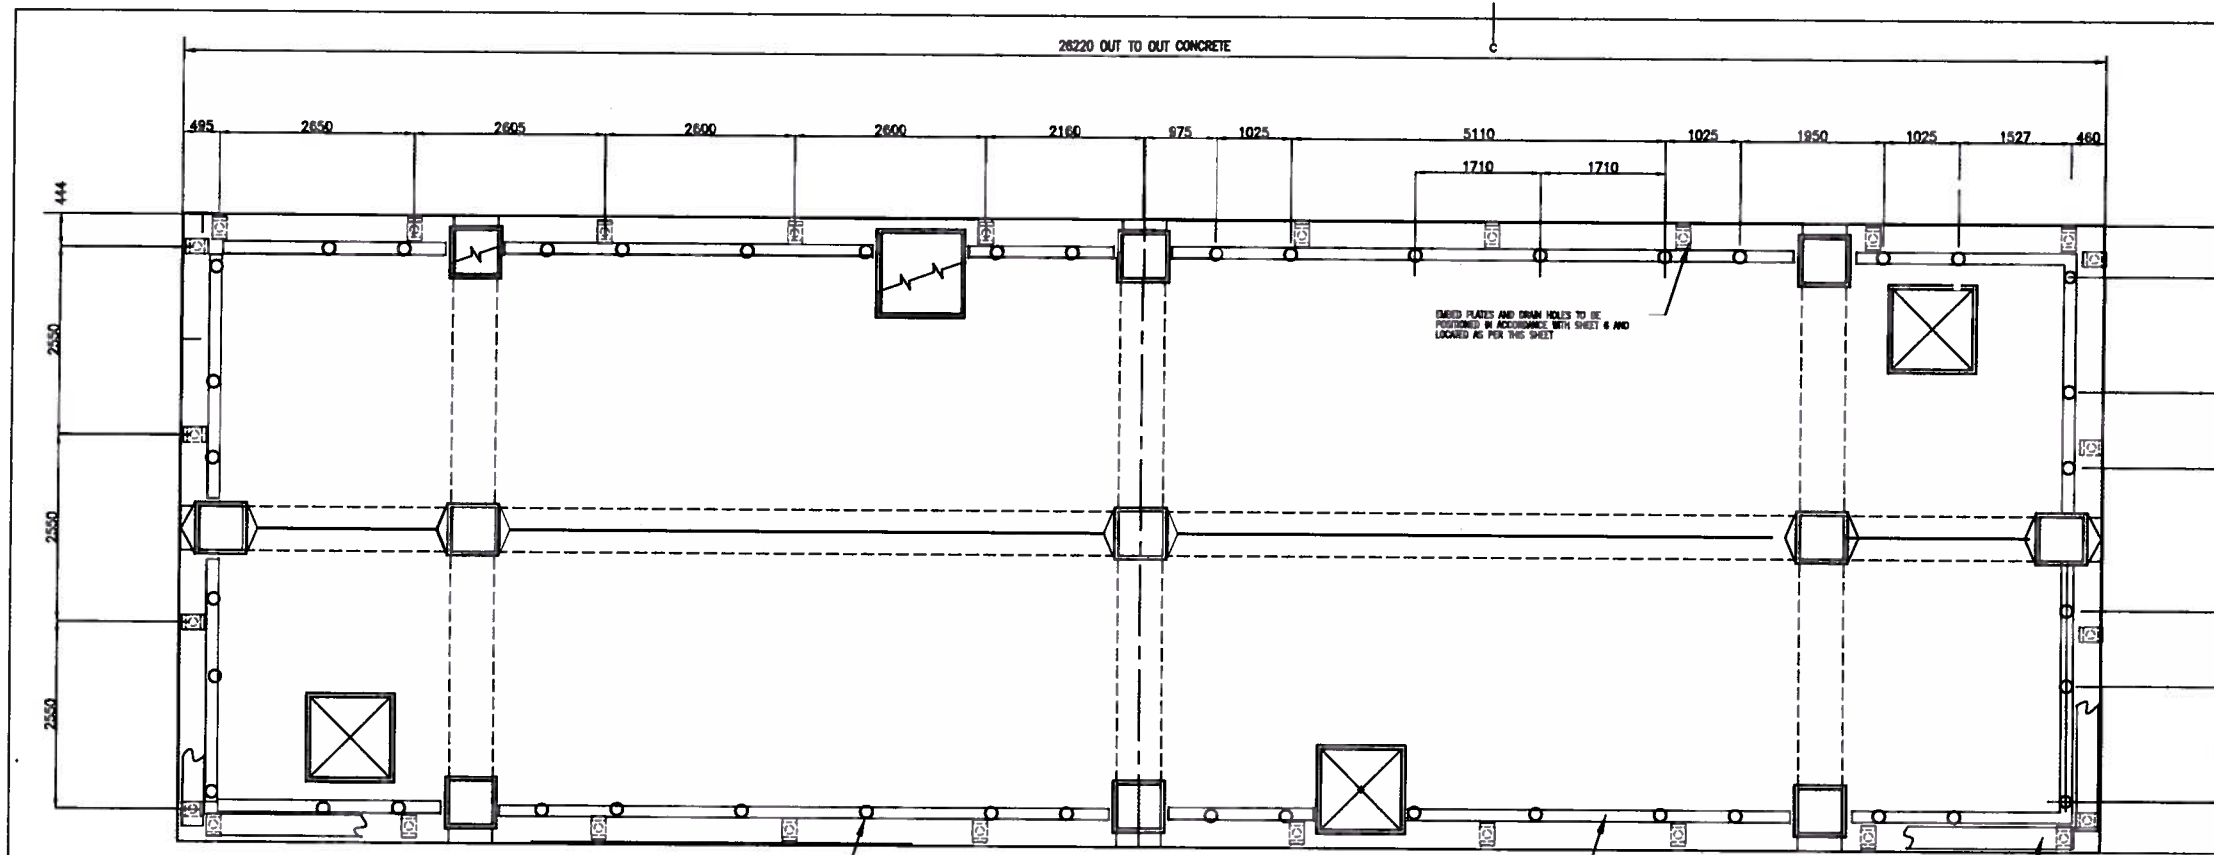 C
26220 OUT TO OUT CONCRETE
495 2650 2605 2600 2600 2160 975 1025 5110 1025 1950 1025 1527 460
1710 1710
444
2550
2550
2550
EMBED PLATES AND DRAIN HOLES TO BE
POSITIONED IN ACCORDANCE WITH SHEET 6 AND
LOCATED AS PER THIS SHEET